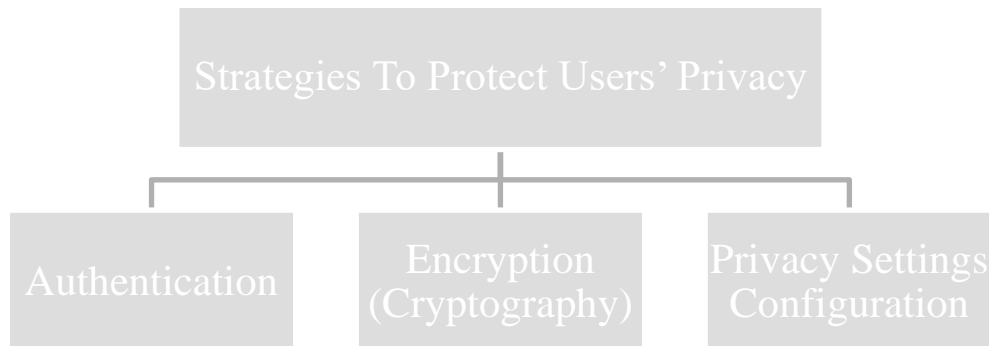 Strategies To Protect Users’ Privacy
Authentication
Encryption
(Cryptography)
Privacy Settings
Configuration